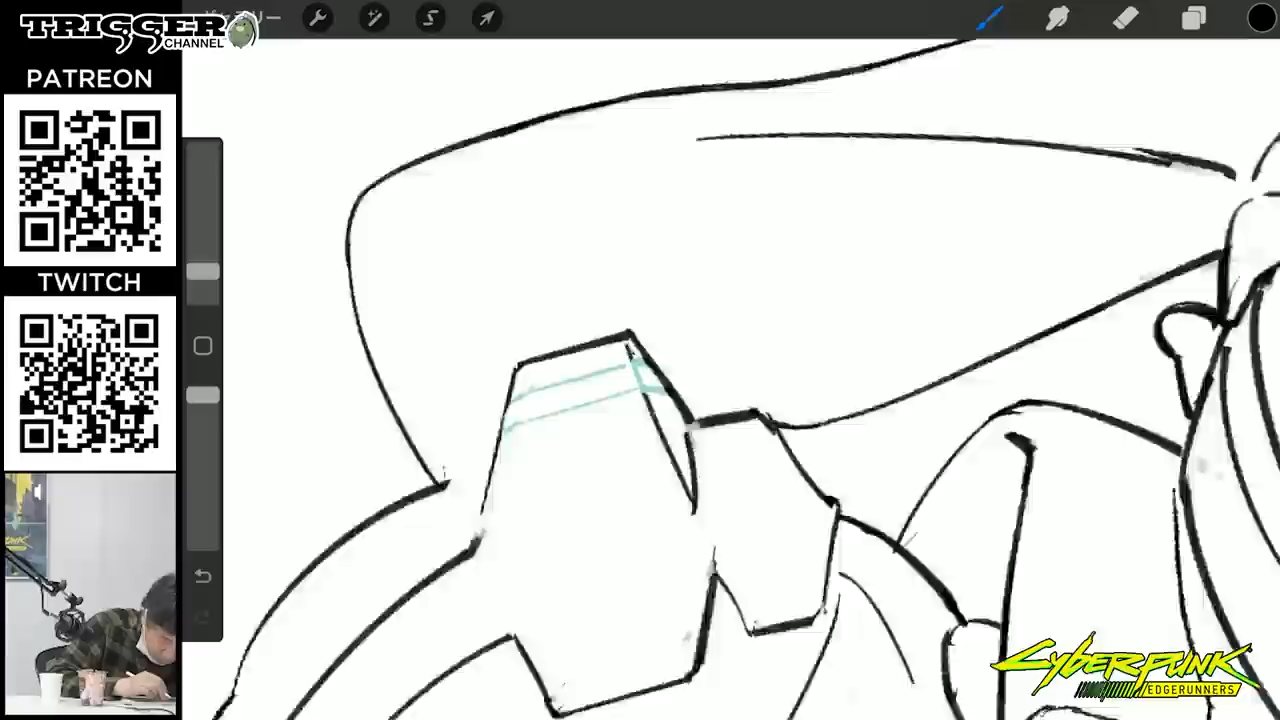 TRIGGER
CHANNEL
PATREON
TWITCH
CYBERPUNK
EDGERUNNERS